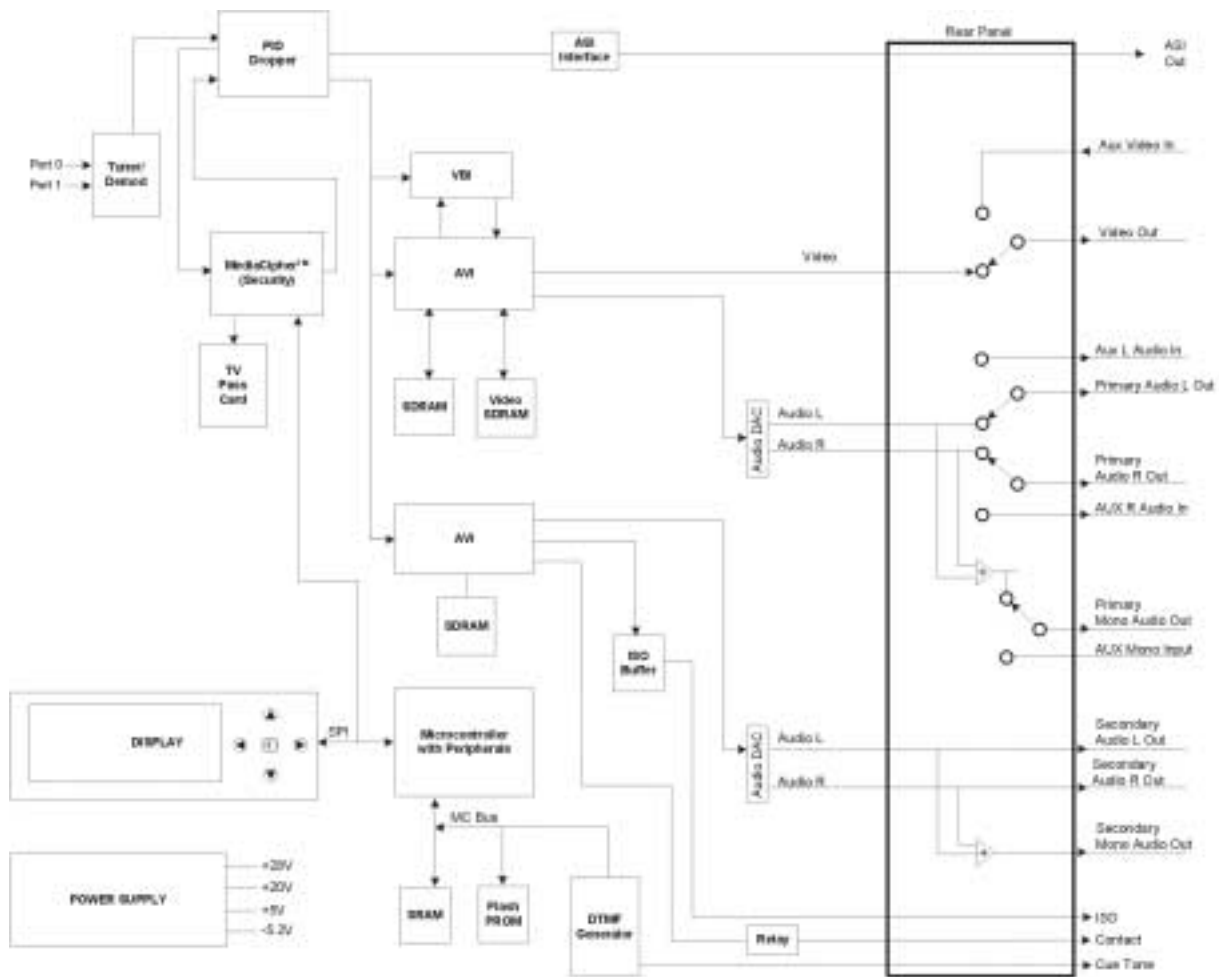 Rear Panel
PID
Dropper
ASI
Interface
ASI
Out
Port 0
Port 1
Tuner/
Demod
VBI
Aux Video In
Video Out
MediaCipher™
(Security)
AVI
Video
TV
Pass
Card
SDRAM
Video
SDRAM
Audio DAC
Audio L
Audio R
Aux L Audio In
Primary Audio L Out
Primary
Audio R Out
AUX R Audio In
AVI
SDRAM
ISO
Buffer
Primary
Mono Audio Out
AUX Mono Input
DISPLAY
SPI
Microcontroller
with Peripherals
Audio DAC
Audio L
Audio R
Secondary
Audio L Out
Secondary
Audio R Out
MC Bus
Secondary
Mono Audio Out
POWER SUPPLY
+20V
+5V
-5.2V
SRAM
Flash
PROM
DTMF
Generator
Relay
ISO
Contact
Cue Tone